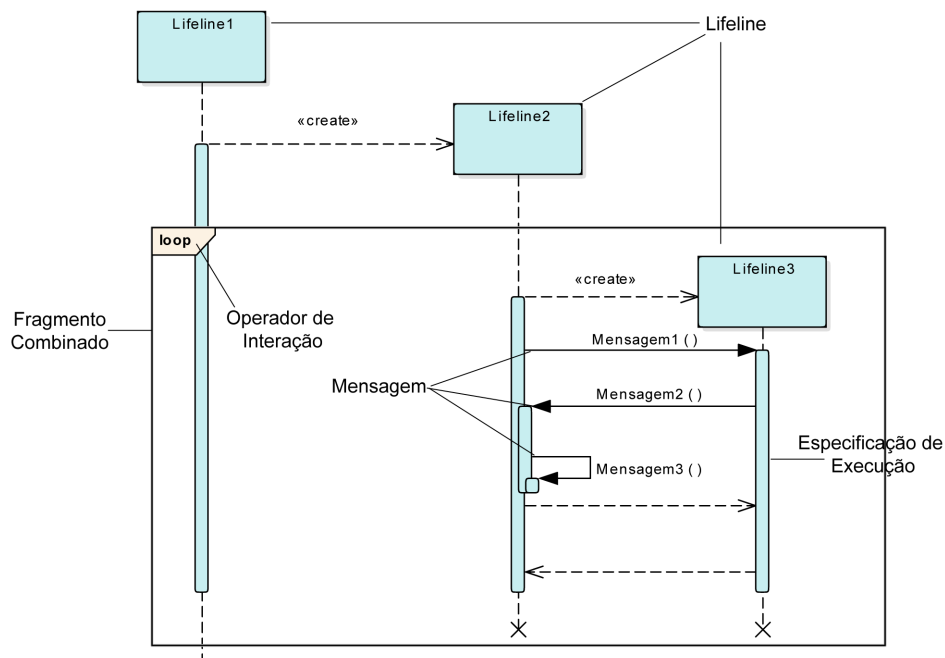 Lifeline1
Lifeline
Lifeline2
«create»
loop
Lifeline3
«create»
Fragmento
Combinado
Operador de
Interação
Mensagem1 ( )
Mensagem
Mensagem2 ( )
Especificação de
Execução
Mensagem3 ( )